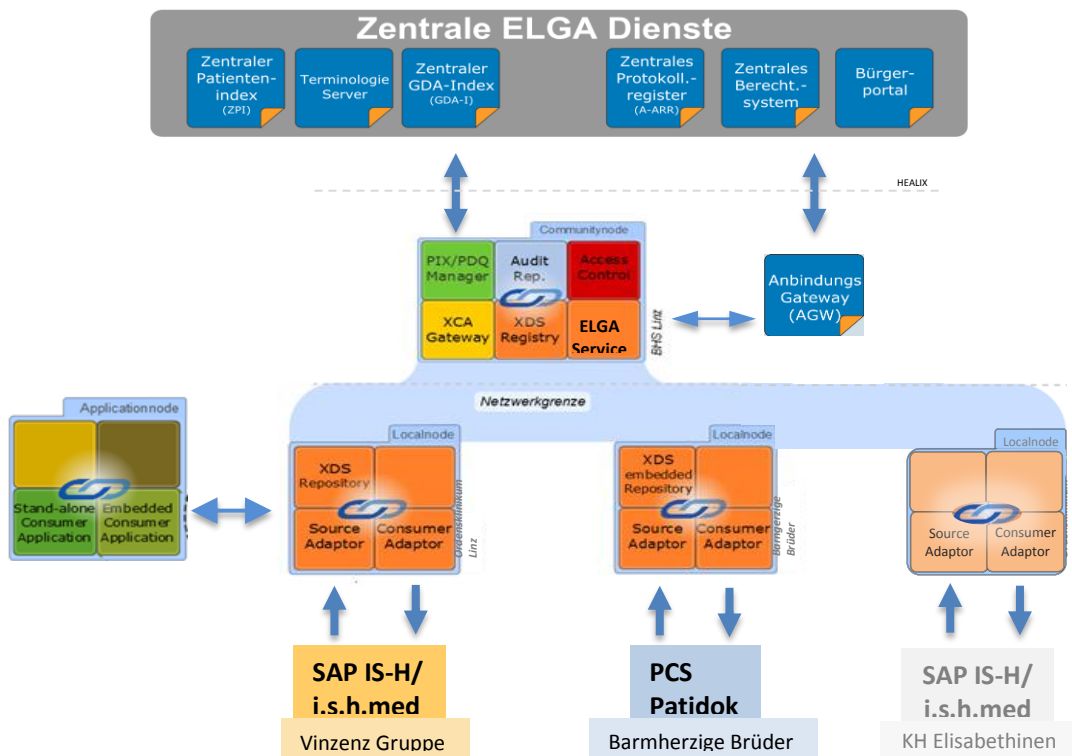 Zentrale ELGA Dienste
Zentraler
Patienten-
index
(ZPI)
Terminologie
Server
Zentraler
GDA-Index
(GDA-I)
Zentrales
Protokoll.-
register
(A-ARR)
Zentrales
Berecht.-
system
Bürger-
portal
HEALIX
Communitynode
PIX/PDQ
Manager
Audit
Rep.
Access
Control
XCA
Gateway
XDS
Registry
ELGA
Service
BHS Linz
Anbindungs
Gateway
(AGW)
Netzwerkgrenze
Applicationnode
Stand-alone
Consumer
Application
Embedded
Consumer
Application
Localnode
XDS
Repository
Source
Adaptor
Consumer
Adaptor
Ordensklinikum
Linz
Localnode
XDS
embedded
Repository
Source
Adaptor
Consumer
Adaptor
Barmgerzige
Brüder
Localnode
Source
Adaptor
Consumer
Adaptor
SAP IS-H/
i.s.h.med
Vinzenz Gruppe
PCS
Patidok
Barmherzige Brüder
SAP IS-H/
i.s.h.med
KH Elisabethinen